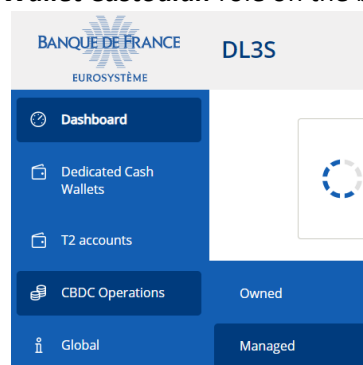 Wallet Custodian role on the
BANQUE DE FRANCE
EUROSYSTÈME
DL3S
Dashboard
Dedicated Cash
Wallets
T2 accounts
CBDC Operations
Owned
Global
Managed